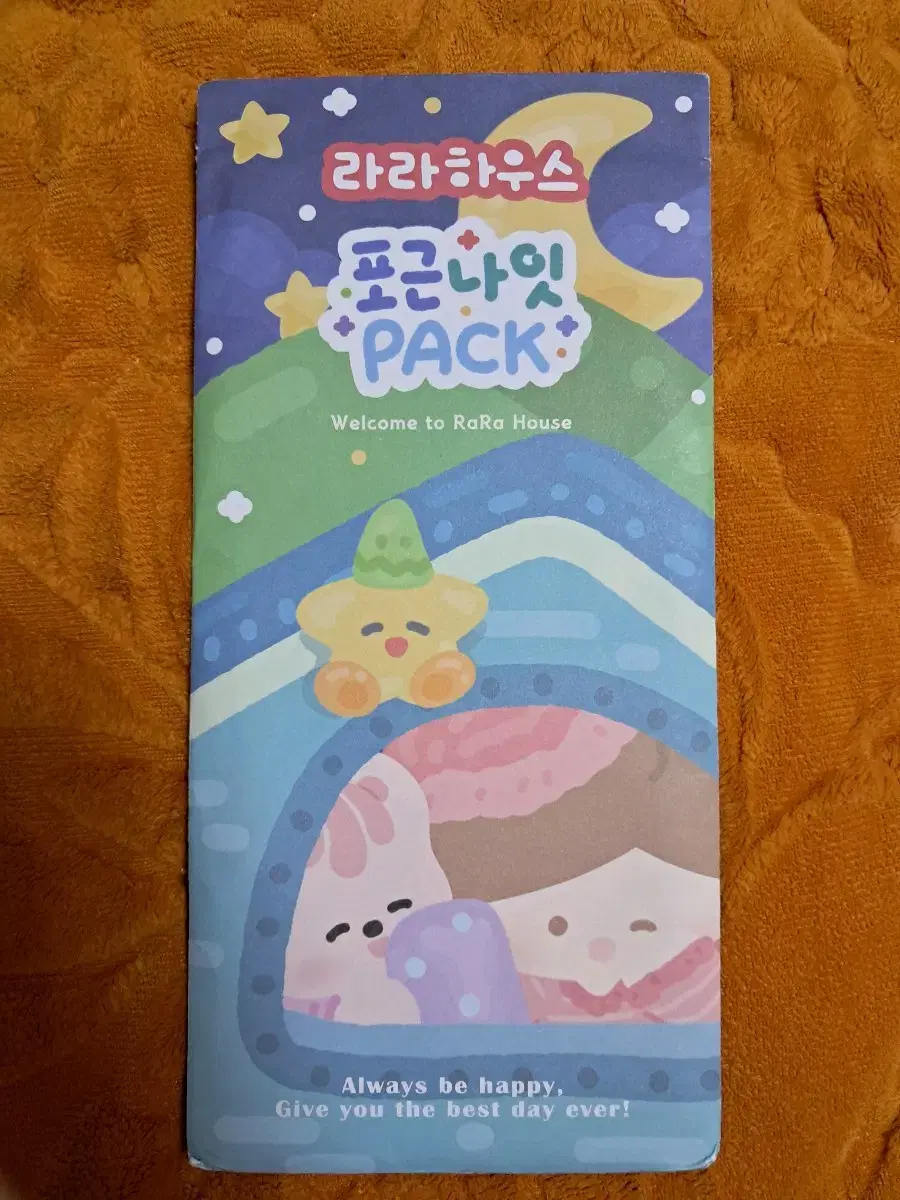 라라하우스
포근나잇
PACK
Welcome to RaRa House
Always be happy,
Give you the best day ever!